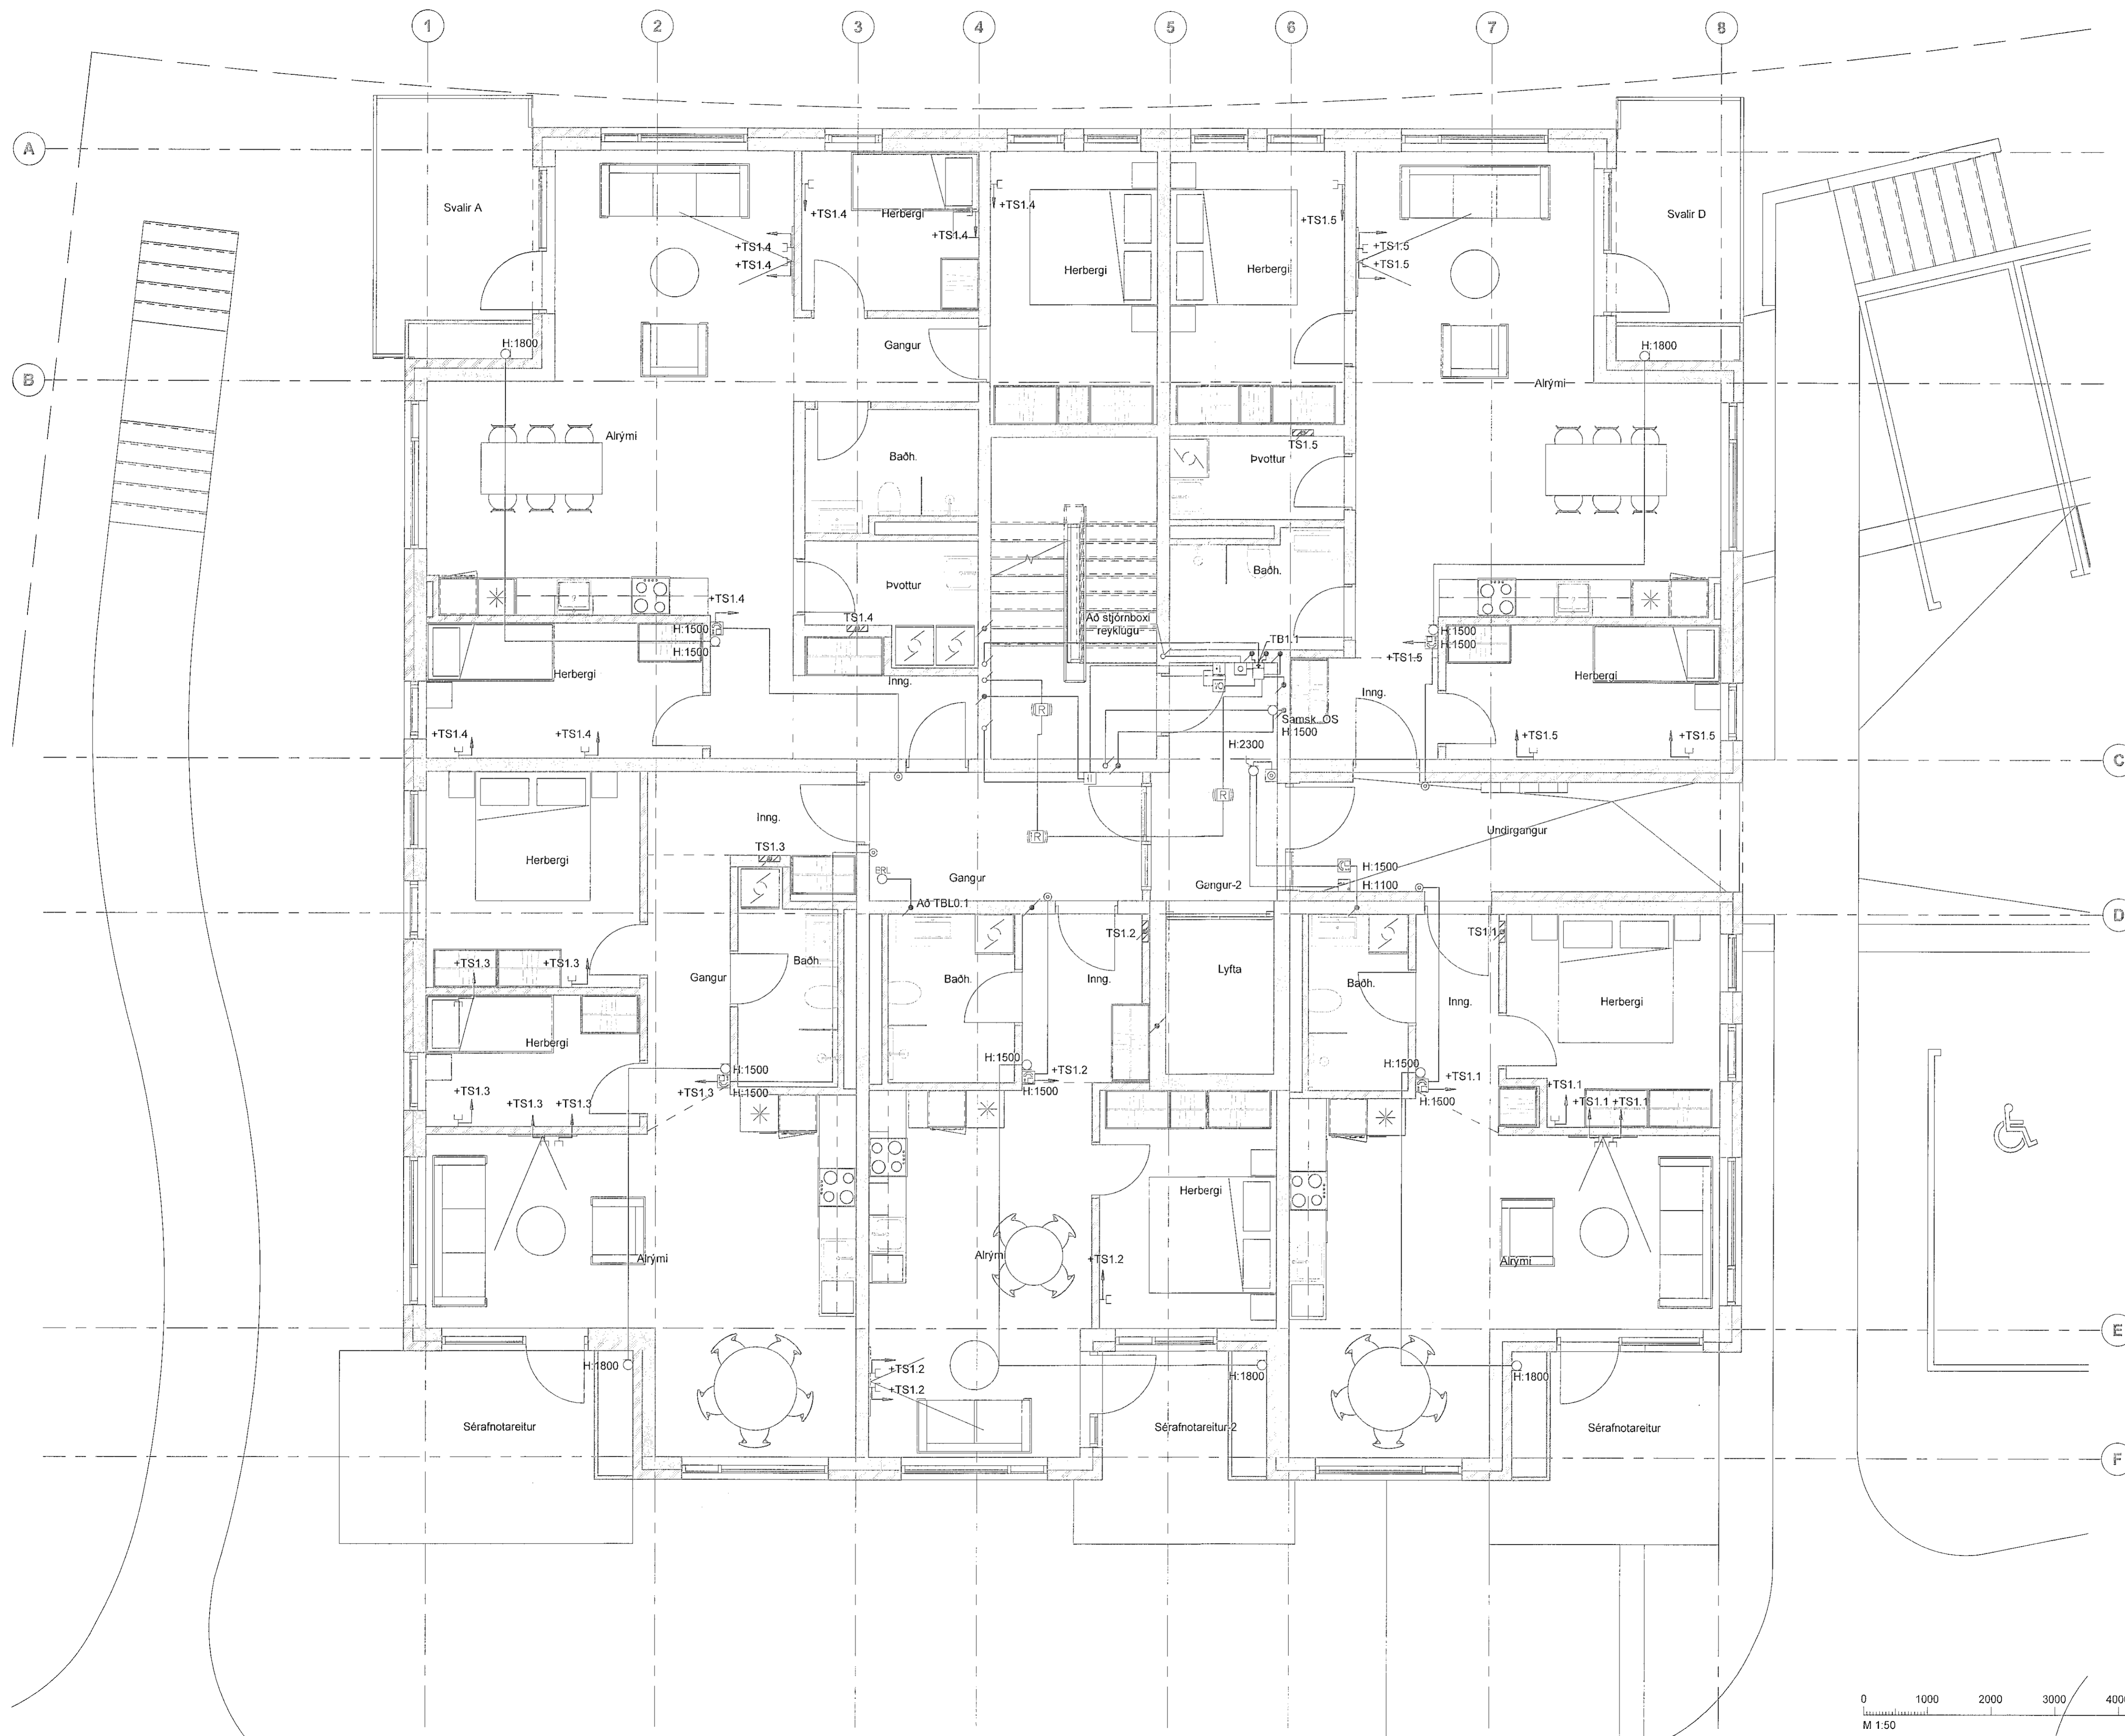 1 2 3 4 5 6 7 8
A
Svalir A
Svalir D
+TS1.4
Herbergi
+TS1.4
+TS1.4
+TS1.5
+TS1.4
+TS1.4
+TS1.5
+TS1.5
Herbergi
Herbergi
H:1800
Gangur
H:1800
B
Alrými
Alrými
Baðh.
TS1.5
Þvottur
Þvottur
Baðh.
+TS1.4
TS1.4
Að stjórnboxi
reyklúgu
TB1.1
H:1500
H:1500
H:1500
H:1500
+TS1.5
Herbergi
Inng.
Inng.
Herbergi
Samsk. OS
H:1500
+TS1.4
+TS1.4
H:2300
+TS1.5
+TS1.5
R
R
R
C
Inng.
Undirgangur
TS1.3
Herbergi
BRL
Gangur
Gangur-2
H:1500
H:1100
Að TBL0.1
D
TS1.2
TS1.1
+TS1.3
+TS1.3
Gangur
Baðh.
Baðh.
Inng.
Lyfta
Baðh.
Inng.
Herbergi
Herbergi
H:1500
H:1500
+TS1.3
H:1500
+TS1.2
H:1500
H:1500
+TS1.1
H:1500
+TS1.3
+TS1.3
+TS1.3
+TS1.1
+TS1.1
+TS1.1
Herbergi
Alrými
Alrými
+TS1.2
Alrými
E
H:1800
+TS1.2
+TS1.2
H:1800
H:1800
Sérafnotareitur
Sérafnotareitur-2
Sérafnotareitur
F
0 1000 2000 3000
M 1:50